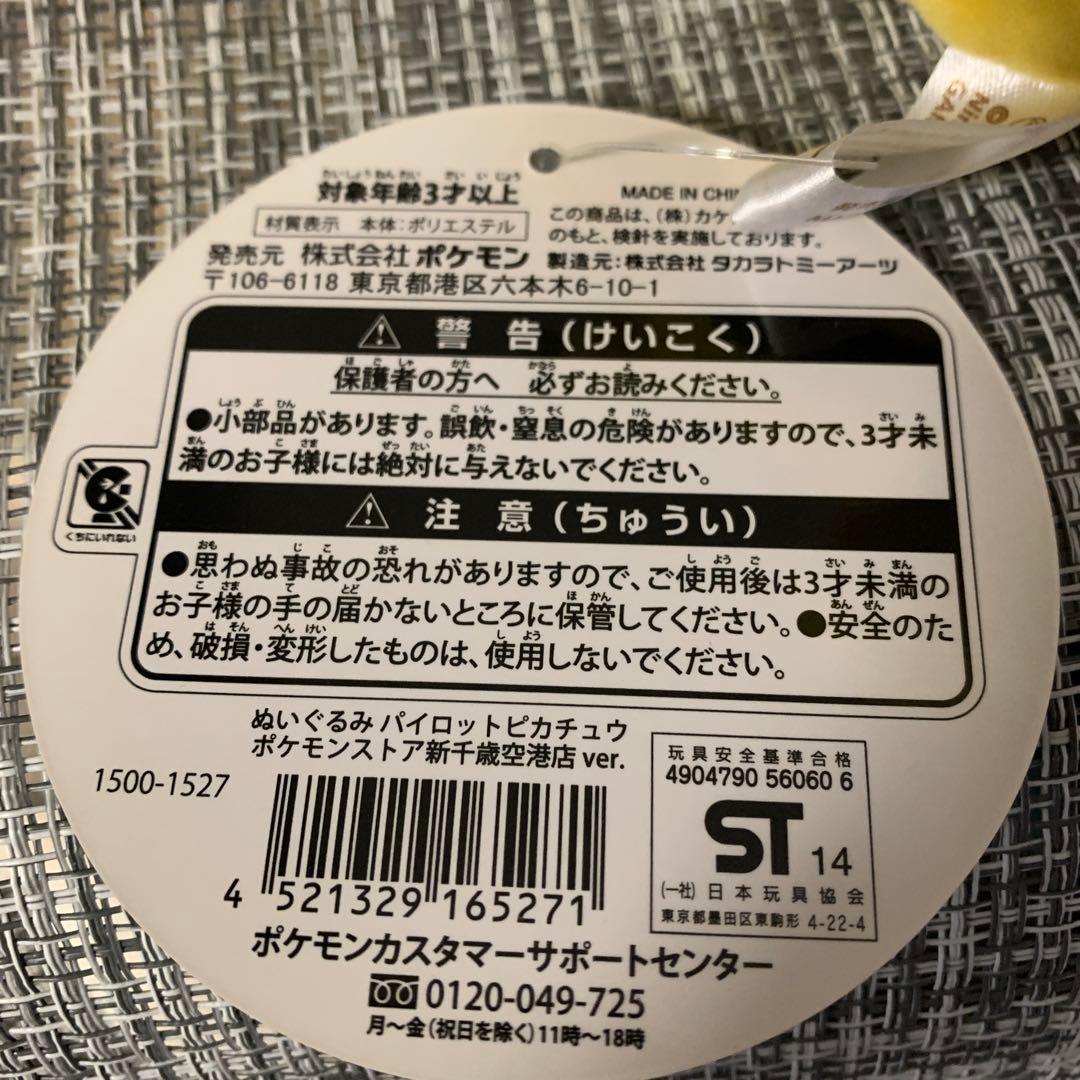 対象年齢3才以上
材質表示 本体:ポリエステル
MADE IN
この商品は、(株)
のもと、検針を実施しております。
発売元 株式会社ポケモン 製造元:株式会社 タカラトミーアーツ
〒106-6118 東京都港区六本木6-10-1
⚠ 警告(けいこく)
保護者の方へ 必ずお読みください。
●小部品があります。誤飲・窒息の危険がありますので、3才未
満のお子様には絶対に与えないでください。
くちにいれない
⚠ 注意(ちゅうい)
●思わぬ事故の恐れがありますので、ご使用後は3才未満の
お子様の手の届かないところに保管してください。●安全のた
め、破損・変形したものは、使用しないでください。
ぬいぐるみ パイロットピカチュウ
ポケモンストア新千歳空港店 ver.
1500-1527
4 521329 165271
玩具安全基準合格
4904790 56060 6
ST 14
(一社)日本玩具協会
東京都墨田区東駒形 4-22-4
ポケモンカスタマーサポートセンター
0120-049-725
月〜金(祝日を除く)11時〜18時